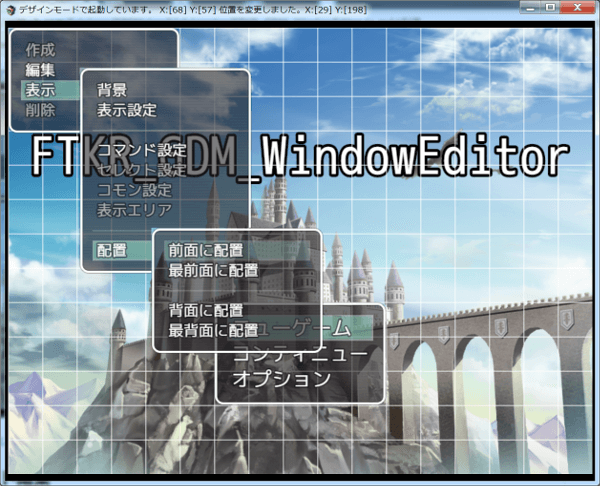 デザインモードで起動しています。 X:[68] Y:[57] 位置を変更しました。X:[29] Y:[198]
作成
編集
表示
削除
背景
表示設定
コマンド設定
セレクト設定
コモン設定
表示エリア
配置
FTKR_GDM_WindowEditor
前面に配置
最前面に配置
背面に配置
最背面に配置
ニューゲーム
コンティニュー
オプション